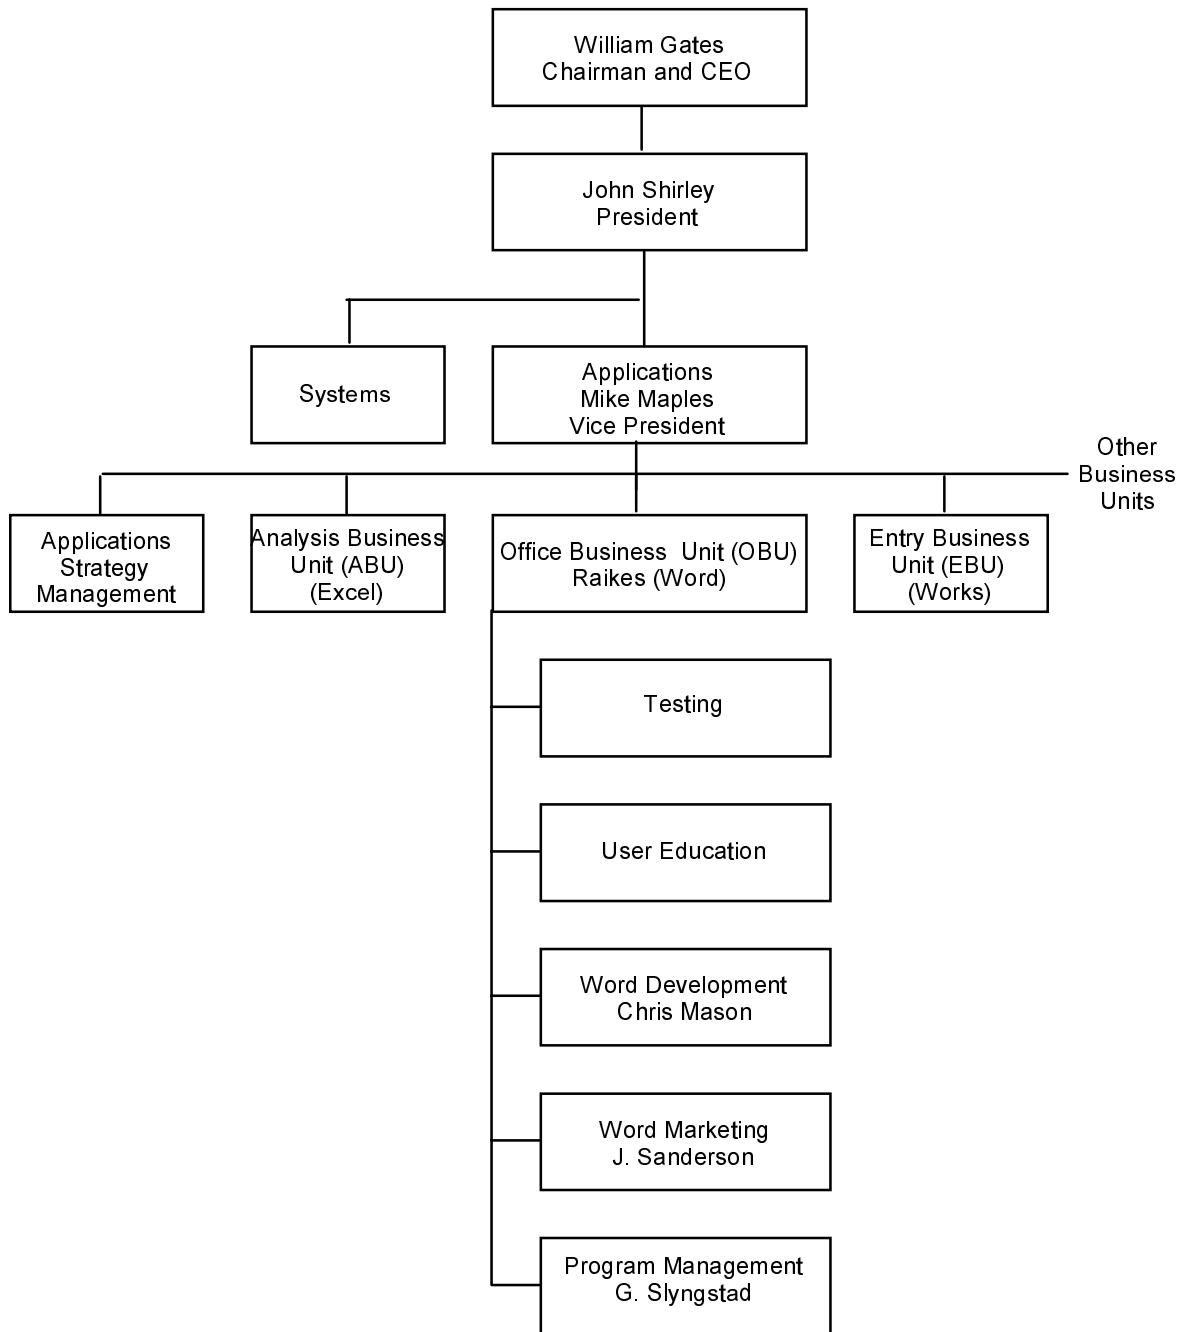 William Gates
Chairman and CEO
John Shirley
President
Systems
Applications
Mike Maples
Vice President
Other
Business
Units
Applications
Strategy
Management
Analysis Business
Unit (ABU)
(Excel)
Office Business Unit (OBU)
Raikes (Word)
Entry Business
Unit (EBU)
(Works)
Testing
User Education
Word Development
Chris Mason
Word Marketing
J. Sanderson
Program Management
G. Slyngstad